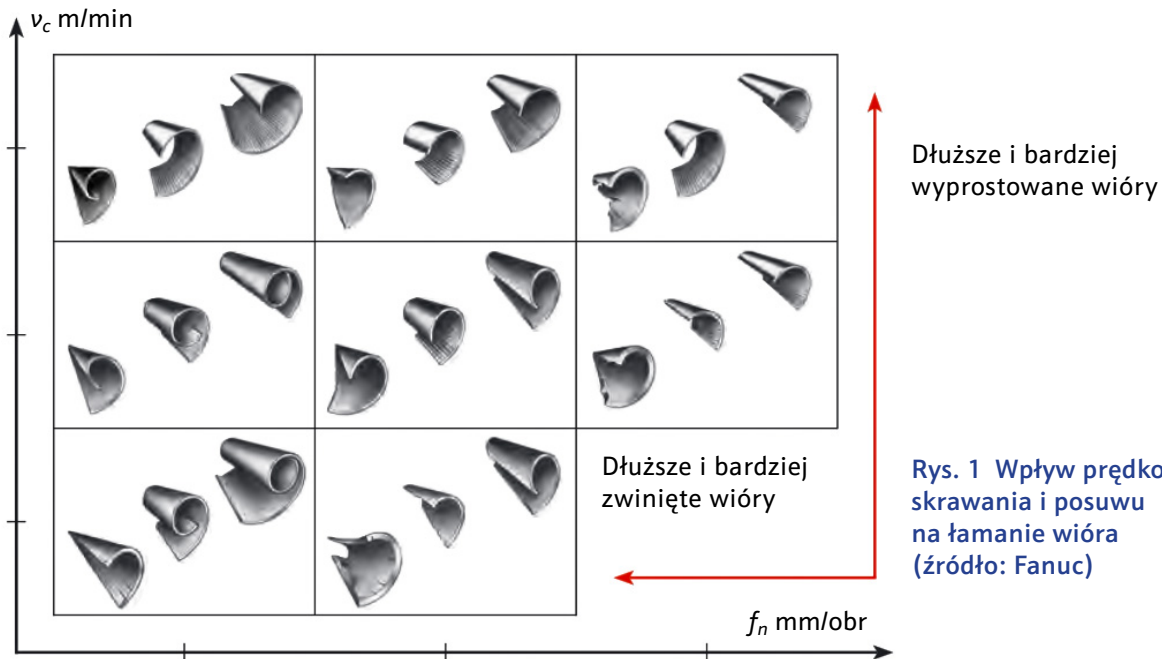 v_c m/min
Dłuższe i bardziej
wyprostowane wióry
Dłuższe i bardziej
zwinięte wióry
Rys. 1 Wpływ prędko
skrawania i posuwu
na łamanie wióra
(źródło: Fanuc)
f_n mm/obr